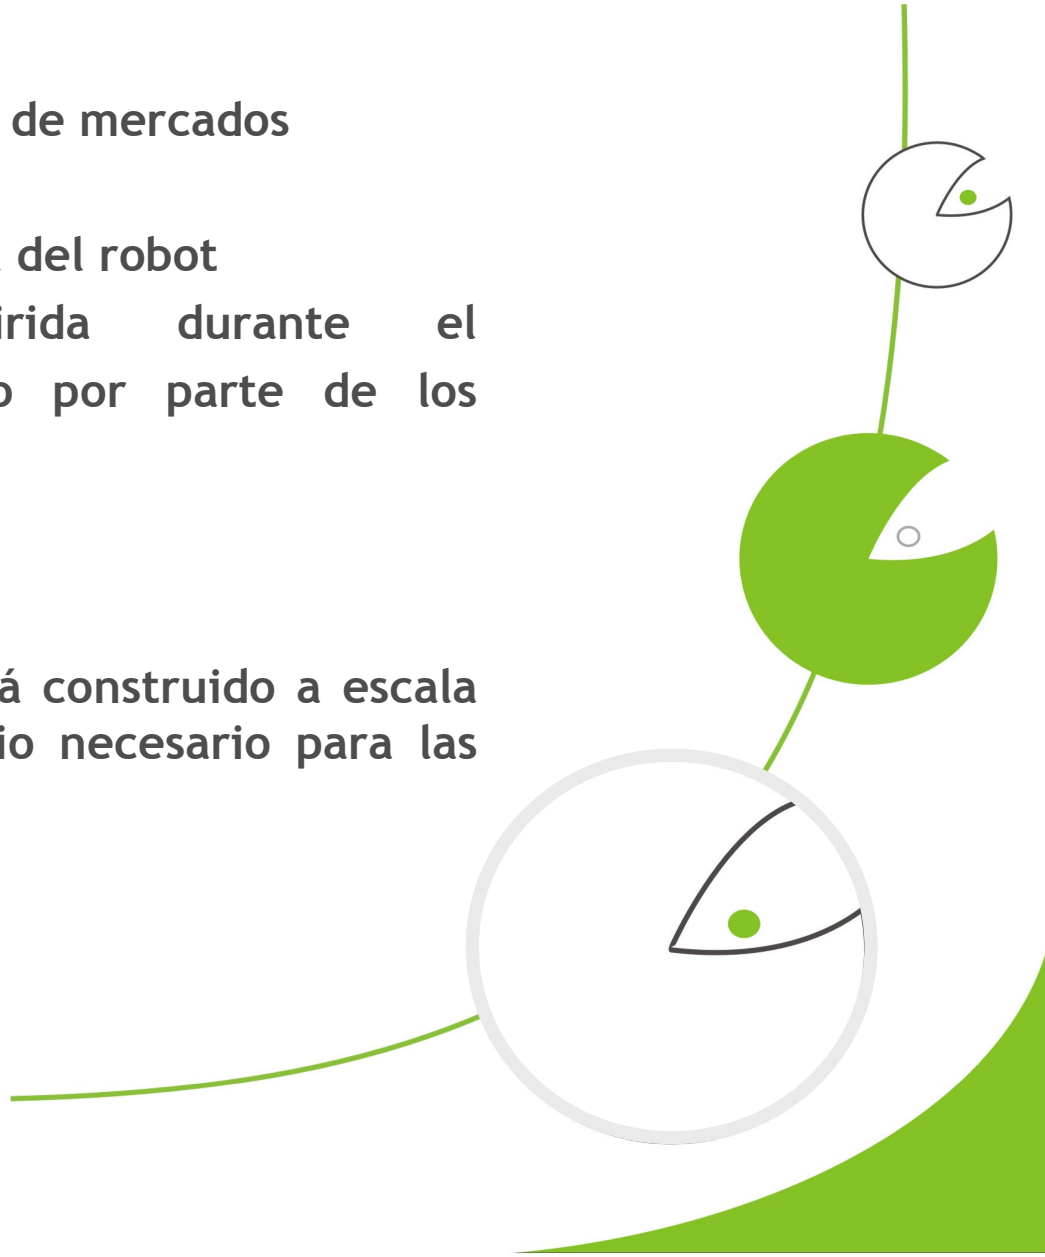 de mercados
del robot
irida durante el
o por parte de los
á construido a escala
io necesario para las